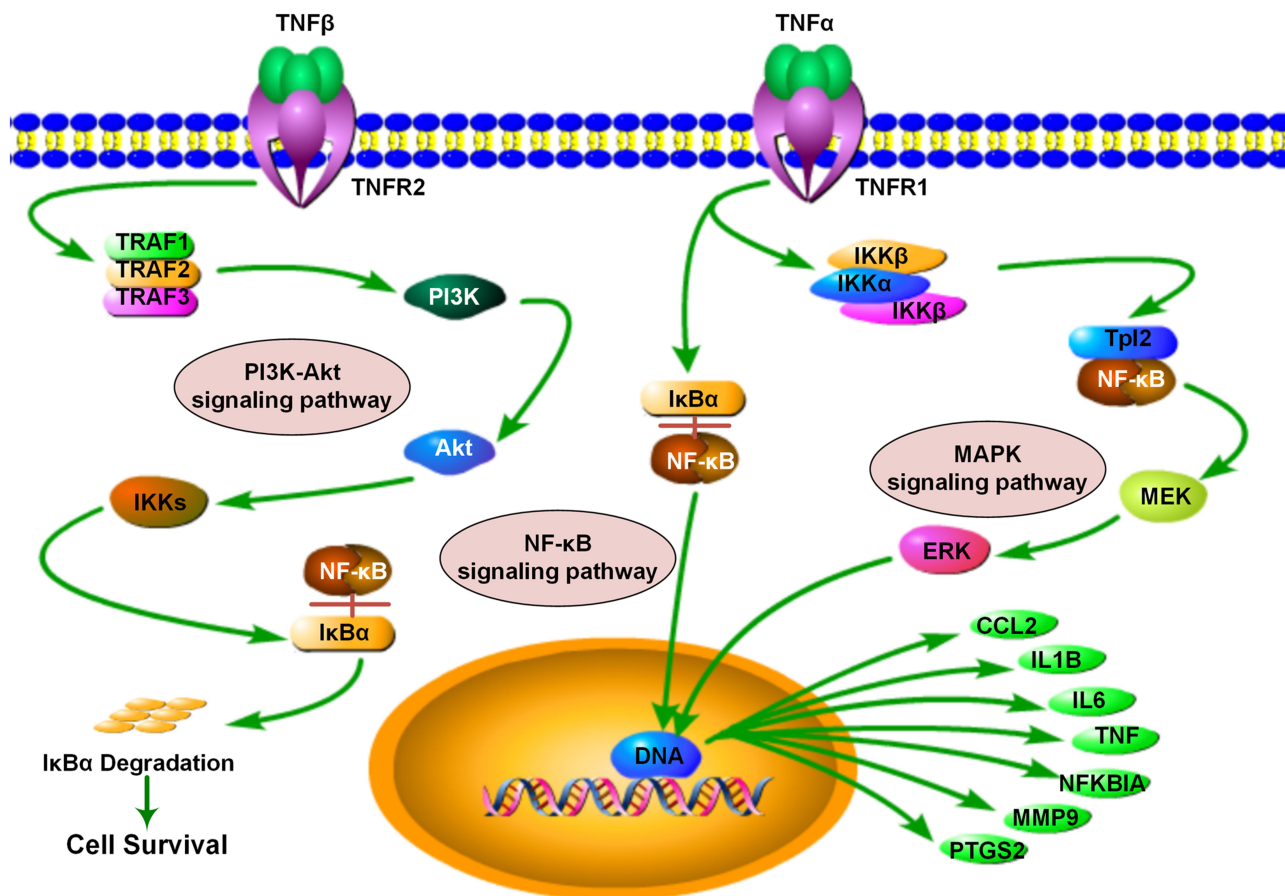 TNFβ
TNFα
TNFR2
TNFR1
TRAF1
TRAF2
TRAF3
PI3K
IKKβ
IKKα
IKKβ
Tpl2
NF-κB
PI3K-Akt
signaling pathway
IκBα
NF-κB
Akt
MAPK
signaling pathway
IKKs
MEK
NF-κB
signaling pathway
ERK
NF-κB
IκBα
CCL2
IL1B
IL6
TNF
NFKBIA
MMP9
PTGS2
DNA
IκBα Degradation
Cell Survival